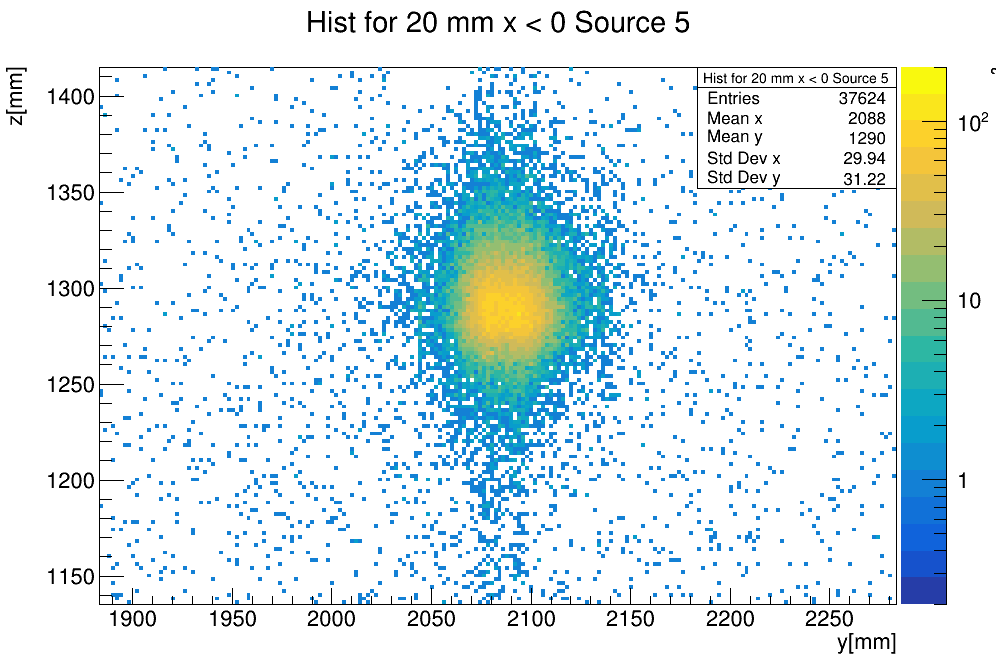 Hist for 20 mm x < 0 Source 5
z[mm]
1400
1350
1300
1250
1200
1150
1900 1950 2000 2050 2100 2150 2200 2250
y[mm]
Hist for 20 mm x < 0 Source 5
Entries 37624
Mean x 2088
Mean y 1290
Std Dev x 29.94
Std Dev y 31.22
10²
10
1